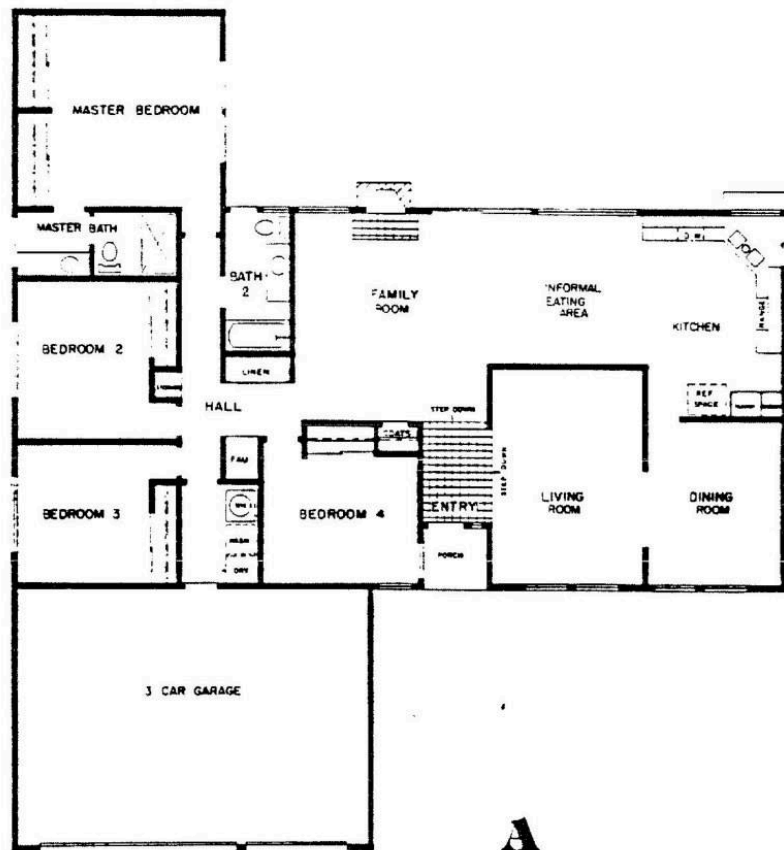 MASTER BEDROOM
MASTER BATH
BATH
2
FAMILY
ROOM
INFORMAL
EATING
AREA
D.W.
RANGE
KITCHEN
BEDROOM 2
LINEN
HALL
REF
SPACE
STEP DOWN
COATS
FAU
STEP DOWN
BEDROOM 3
BEDROOM 4
ENTRY
LIVING
ROOM
DINING
ROOM
WASH
DRY
PORCH
3 CAR GARAGE
A